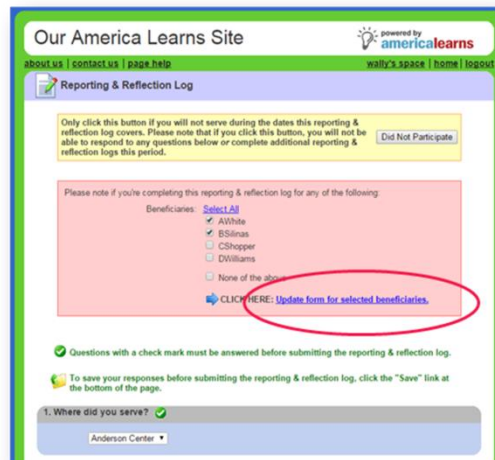 Our America Learns Site
powered by
americalearns
about us | contact us | page help
wally's space | home | logout
Reporting & Reflection Log
Only click this button if you will not serve during the dates this reporting &
reflection log covers. Please note that if you click this button, you will not be
able to respond to any questions below or complete additional reporting &
reflection logs this period.
Did Not Participate
Please note if you're completing this reporting & reflection log for any of the following:
Beneficiaries: Select All
AWhite
BSilinas
CShopper
DWilliams
None of the above
CLICK HERE: Update form for selected beneficiaries.
Questions with a check mark must be answered before submitting the reporting & reflection log.
To save your responses before submitting the reporting & reflection log, click the "Save" link at
the bottom of the page.
1. Where did you serve?
Anderson Center